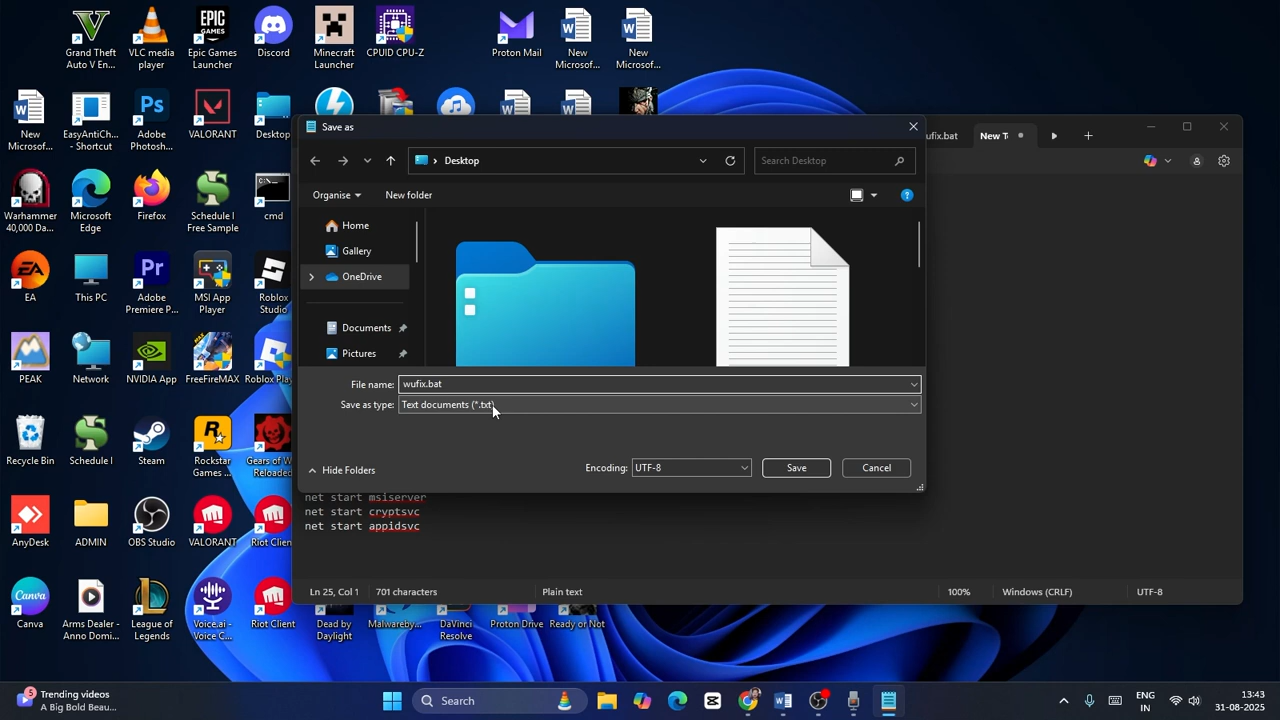 Grand Theft
Auto V En...
VLC media
player
Epic Games
Launcher
Discord
Minecraft
Launcher
CPUID CPU-Z
Proton Mail
New
Microsof...
New
Microsof...
New
Microsof...
EasyAntiCh...
- Shortcut
Adobe
Photosh...
VALORANT
Desktop
Save as
ufix.bat
New T
Desktop
Search Desktop
Organise
New folder
Warhammer
40,000 Da...
Microsoft
Edge
Firefox
Schedule I
Free Sample
cmd
Home
Gallery
OneDrive
Documents
Pictures
EA
This PC
Adobe
Premiere P...
MSI App
Player
Roblox
Studio
PEAK
Network
NVIDIA App
FreeFireMAX
Roblox Pla
File name:
wufix.bat
Save as type:
Text documents (*.txt)
Recycle Bin
Schedule I
Steam
Rockstar
Games ...
Gears of W
Reloaded
Hide Folders
Encoding:
UTF-8
Save
Cancel
net start msiserver
net start cryptsvc
net start appidsvc
AnyDesk
ADMIN
OBS Studio
VALORANT
Riot Clien
Ln 25, Col 1
701 characters
Plain text
100%
Windows (CRLF)
UTF-8
Canva
Arms Dealer -
Anno Domi...
League of
Legends
Voice.ai -
Voice C...
Riot Client
Dead by
Daylight
Malwareby...
DaVinci
Resolve
Proton Drive
Ready or Not
5
Trending videos
A Big Bold Beau...
Search
ENG
IN
13:43
31-08-2025